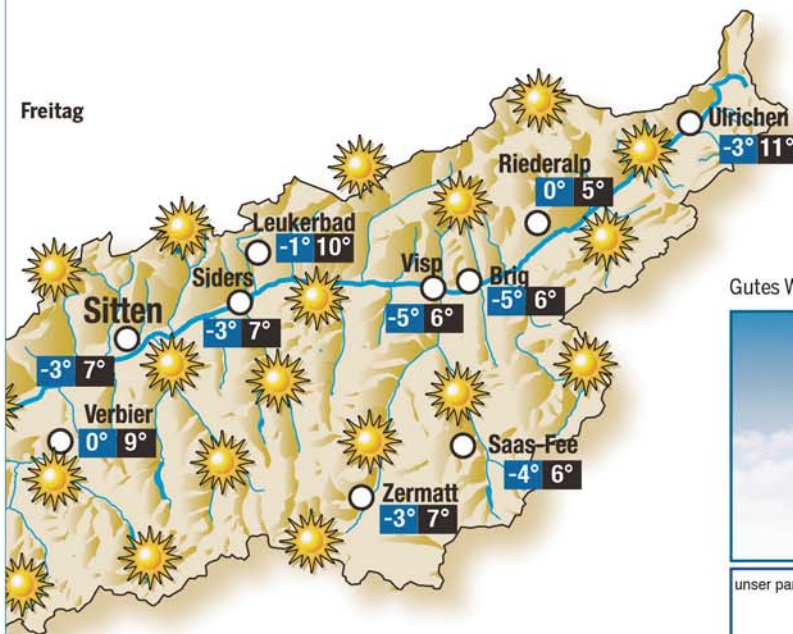 Freitag
Ulrichen
-3° 11°
Riederalp
0° 5°
Leukerbad
-1° 10°
Visp
-5° 6°
Brig
-5° 6°
Siders
-3° 7°
Sitten
-3° 7°
Verbier
0° 9°
Saas-Fee
-4° 6°
Zermatt
-3° 7°
Gutes W
unser par